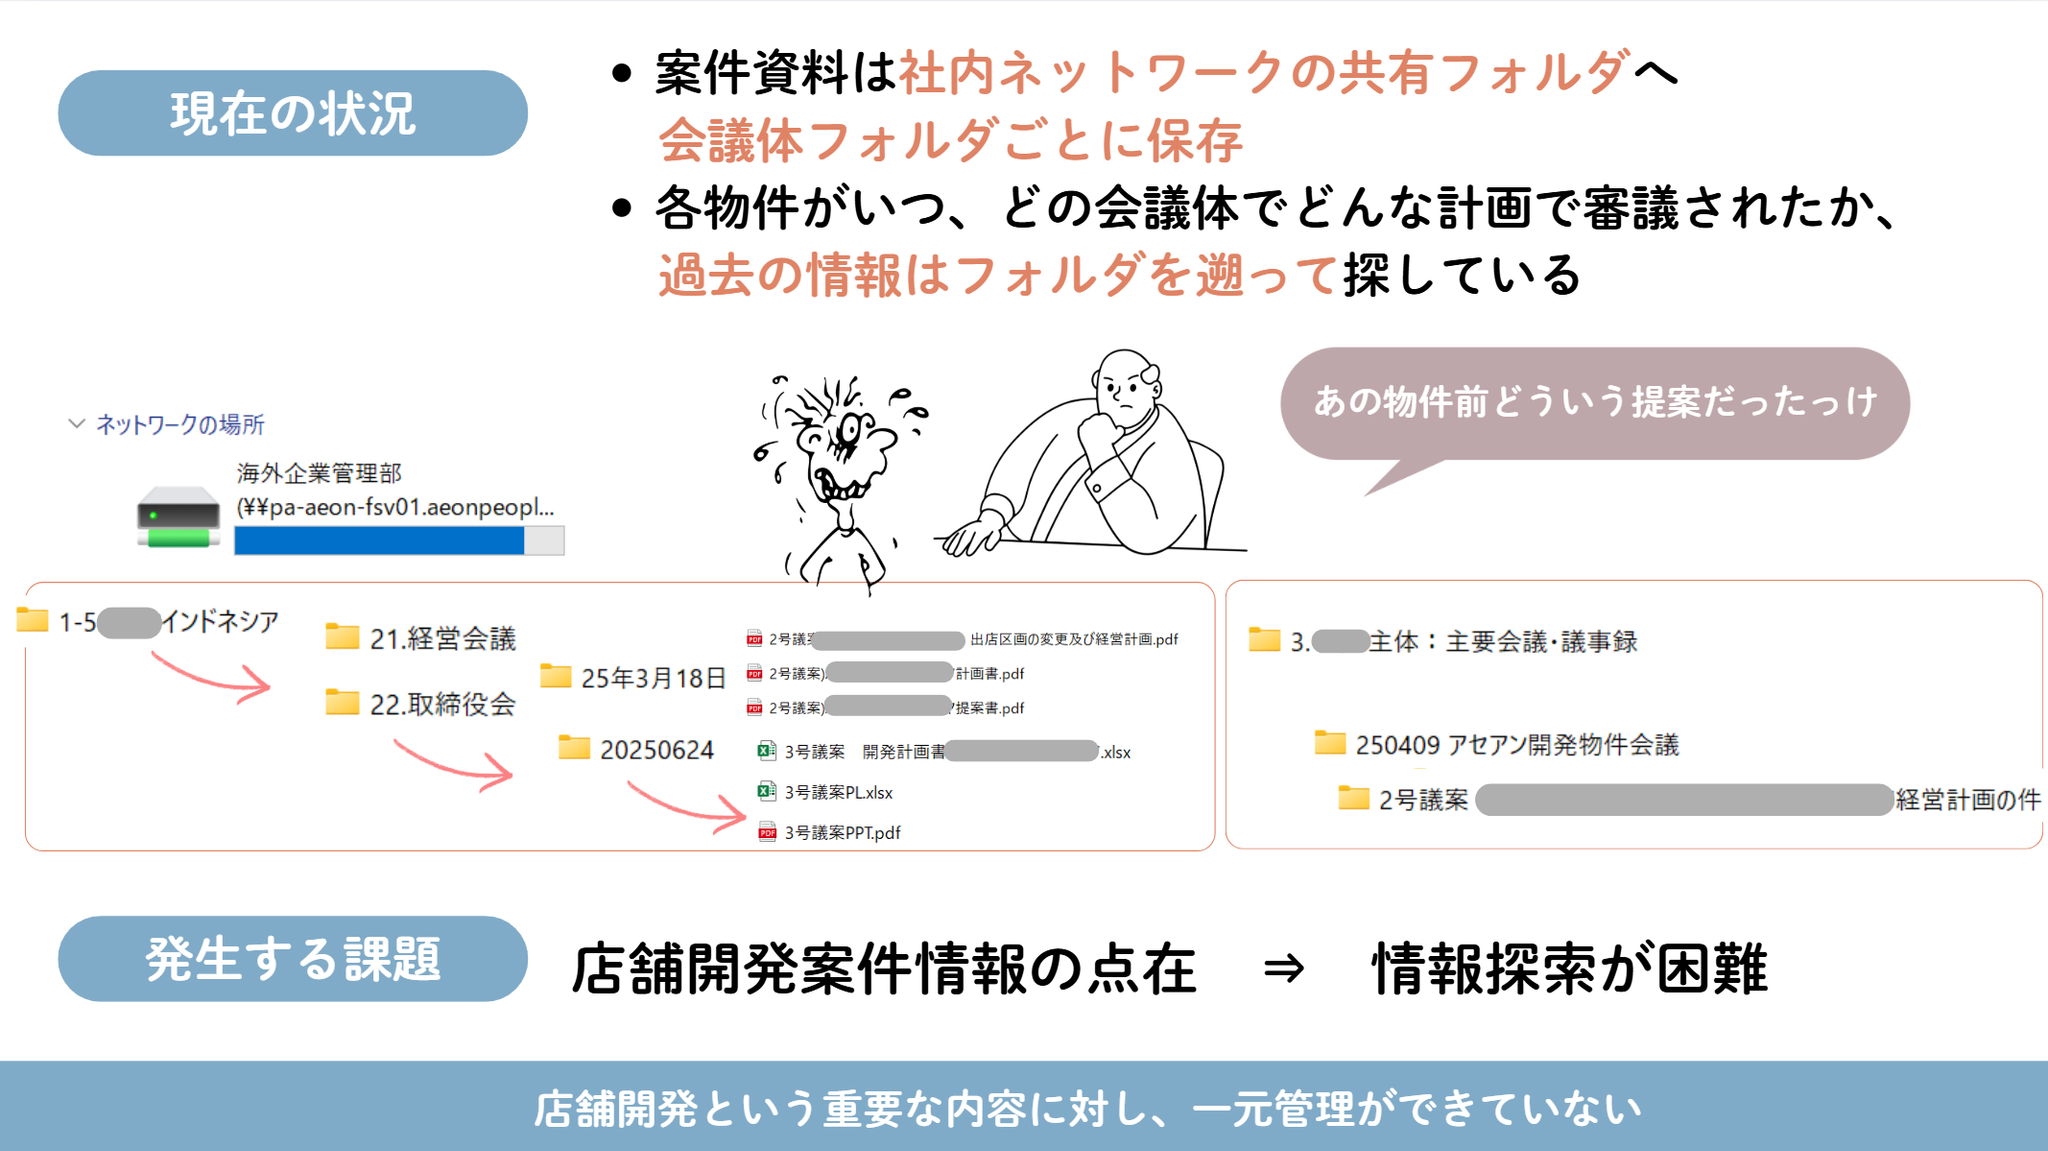 現在の状況
• 案件資料は社内ネットワークの共有フォルダへ
会議体フォルダごとに保存
• 各物件がいつ、どの会議体でどんな計画で審議されたか、
過去の情報はフォルダを遡って探している
あの物件前どういう提案だったっけ
ネットワークの場所
海外企業管理部
(¥¥pa-aeon-fsv01.aeonpeopl...
1-5 インドネシア
21.経営会議
22.取締役会
25年3月18日
20250624
2号議案 出店区画の変更及び経営計画.pdf
2号議案) 計画書.pdf
2号議案) 提案書.pdf
3号議案 開発計画書 .xlsx
3号議案PL.xlsx
3号議案PPT.pdf
3. 主体：主要会議・議事録
250409 アセアン開発物件会議
2号議案 経営計画の件
発生する課題
店舗開発案件情報の点在 ⇒ 情報探索が困難
店舗開発という重要な内容に対し、一元管理ができていない